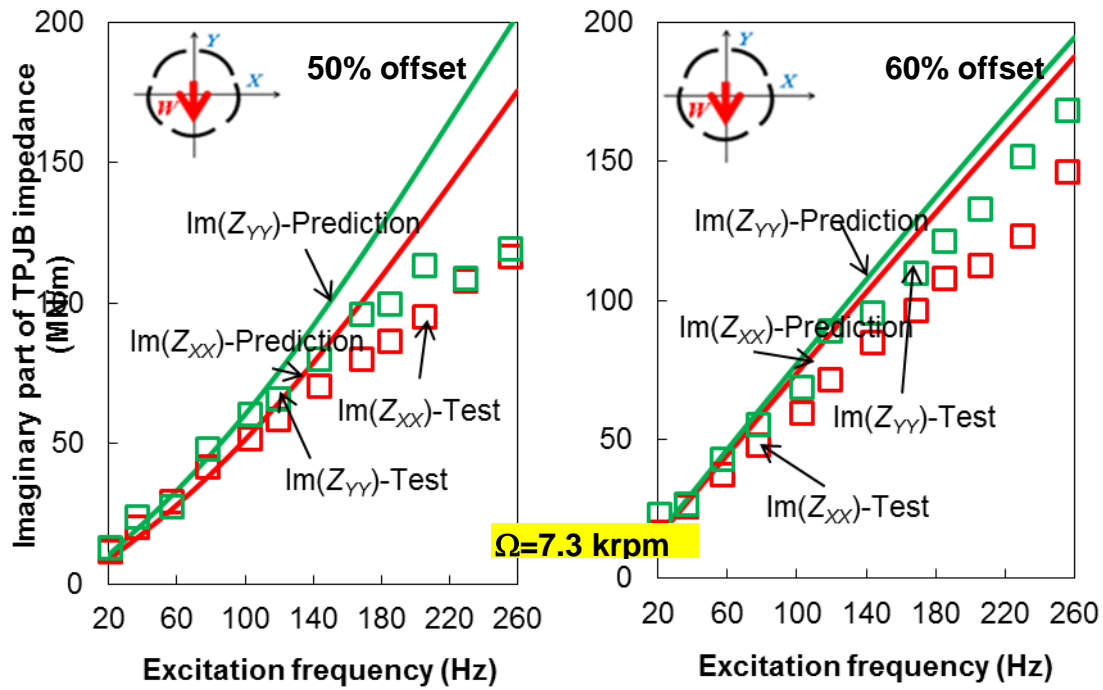 Imaginary part of TPJB impedance
(MN/m)
200
150
100
50
0
Y
X
W
50% offset
Im(ZYY)-Prediction
Im(ZXX)-Prediction
Im(ZXX)-Test
Im(ZYY)-Test
20 60 100 140 180 220 260
Excitation frequency (Hz)
Ω=7.3 krpm
200
150
100
50
0
Y
X
W
60% offset
Im(ZYY)-Prediction
Im(ZXX)-Prediction
Im(ZYY)-Test
Im(ZXX)-Test
20 60 100 140 180 220 260
Excitation frequency (Hz)